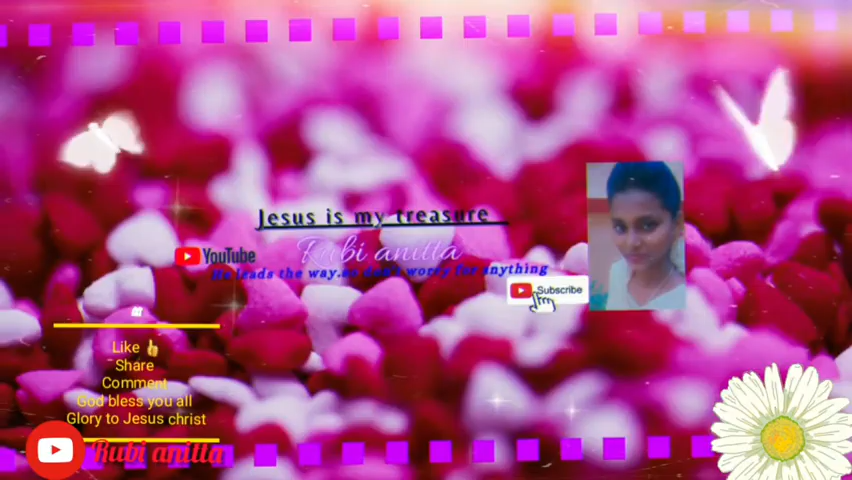 Jesus is my treasure
YouTube
Rubi anitta
He leads the way.so don't worry for anything
Subscribe
Like 👍
Share
Comment
God bless you all
Glory to Jesus christ
Rubi anitta